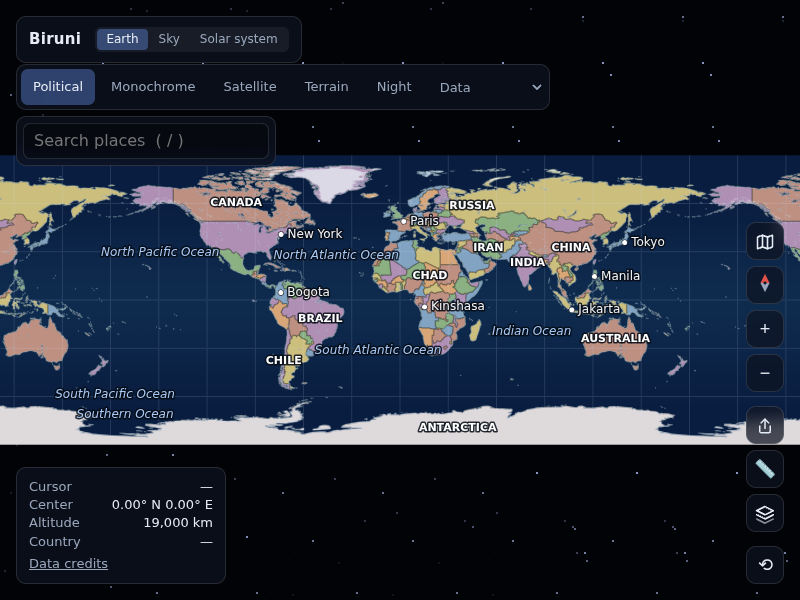 Biruni Earth Sky Solar system
Political Monochrome Satellite Terrain Night Data
Search places ( / )
CANADA
RUSSIA
Paris
New York
Tokyo
North Pacific Ocean
North Atlantic Ocean
IRAN
CHINA
INDIA
CHAD
Manila
Bogota
Kinshasa
Jakarta
BRAZIL
Indian Ocean
AUSTRALIA
CHILE
South Atlantic Ocean
South Pacific Ocean
Southern Ocean
ANTARCTICA
+
−
Cursor —
Center 0.00° N 0.00° E
Altitude 19,000 km
Country —
Data credits